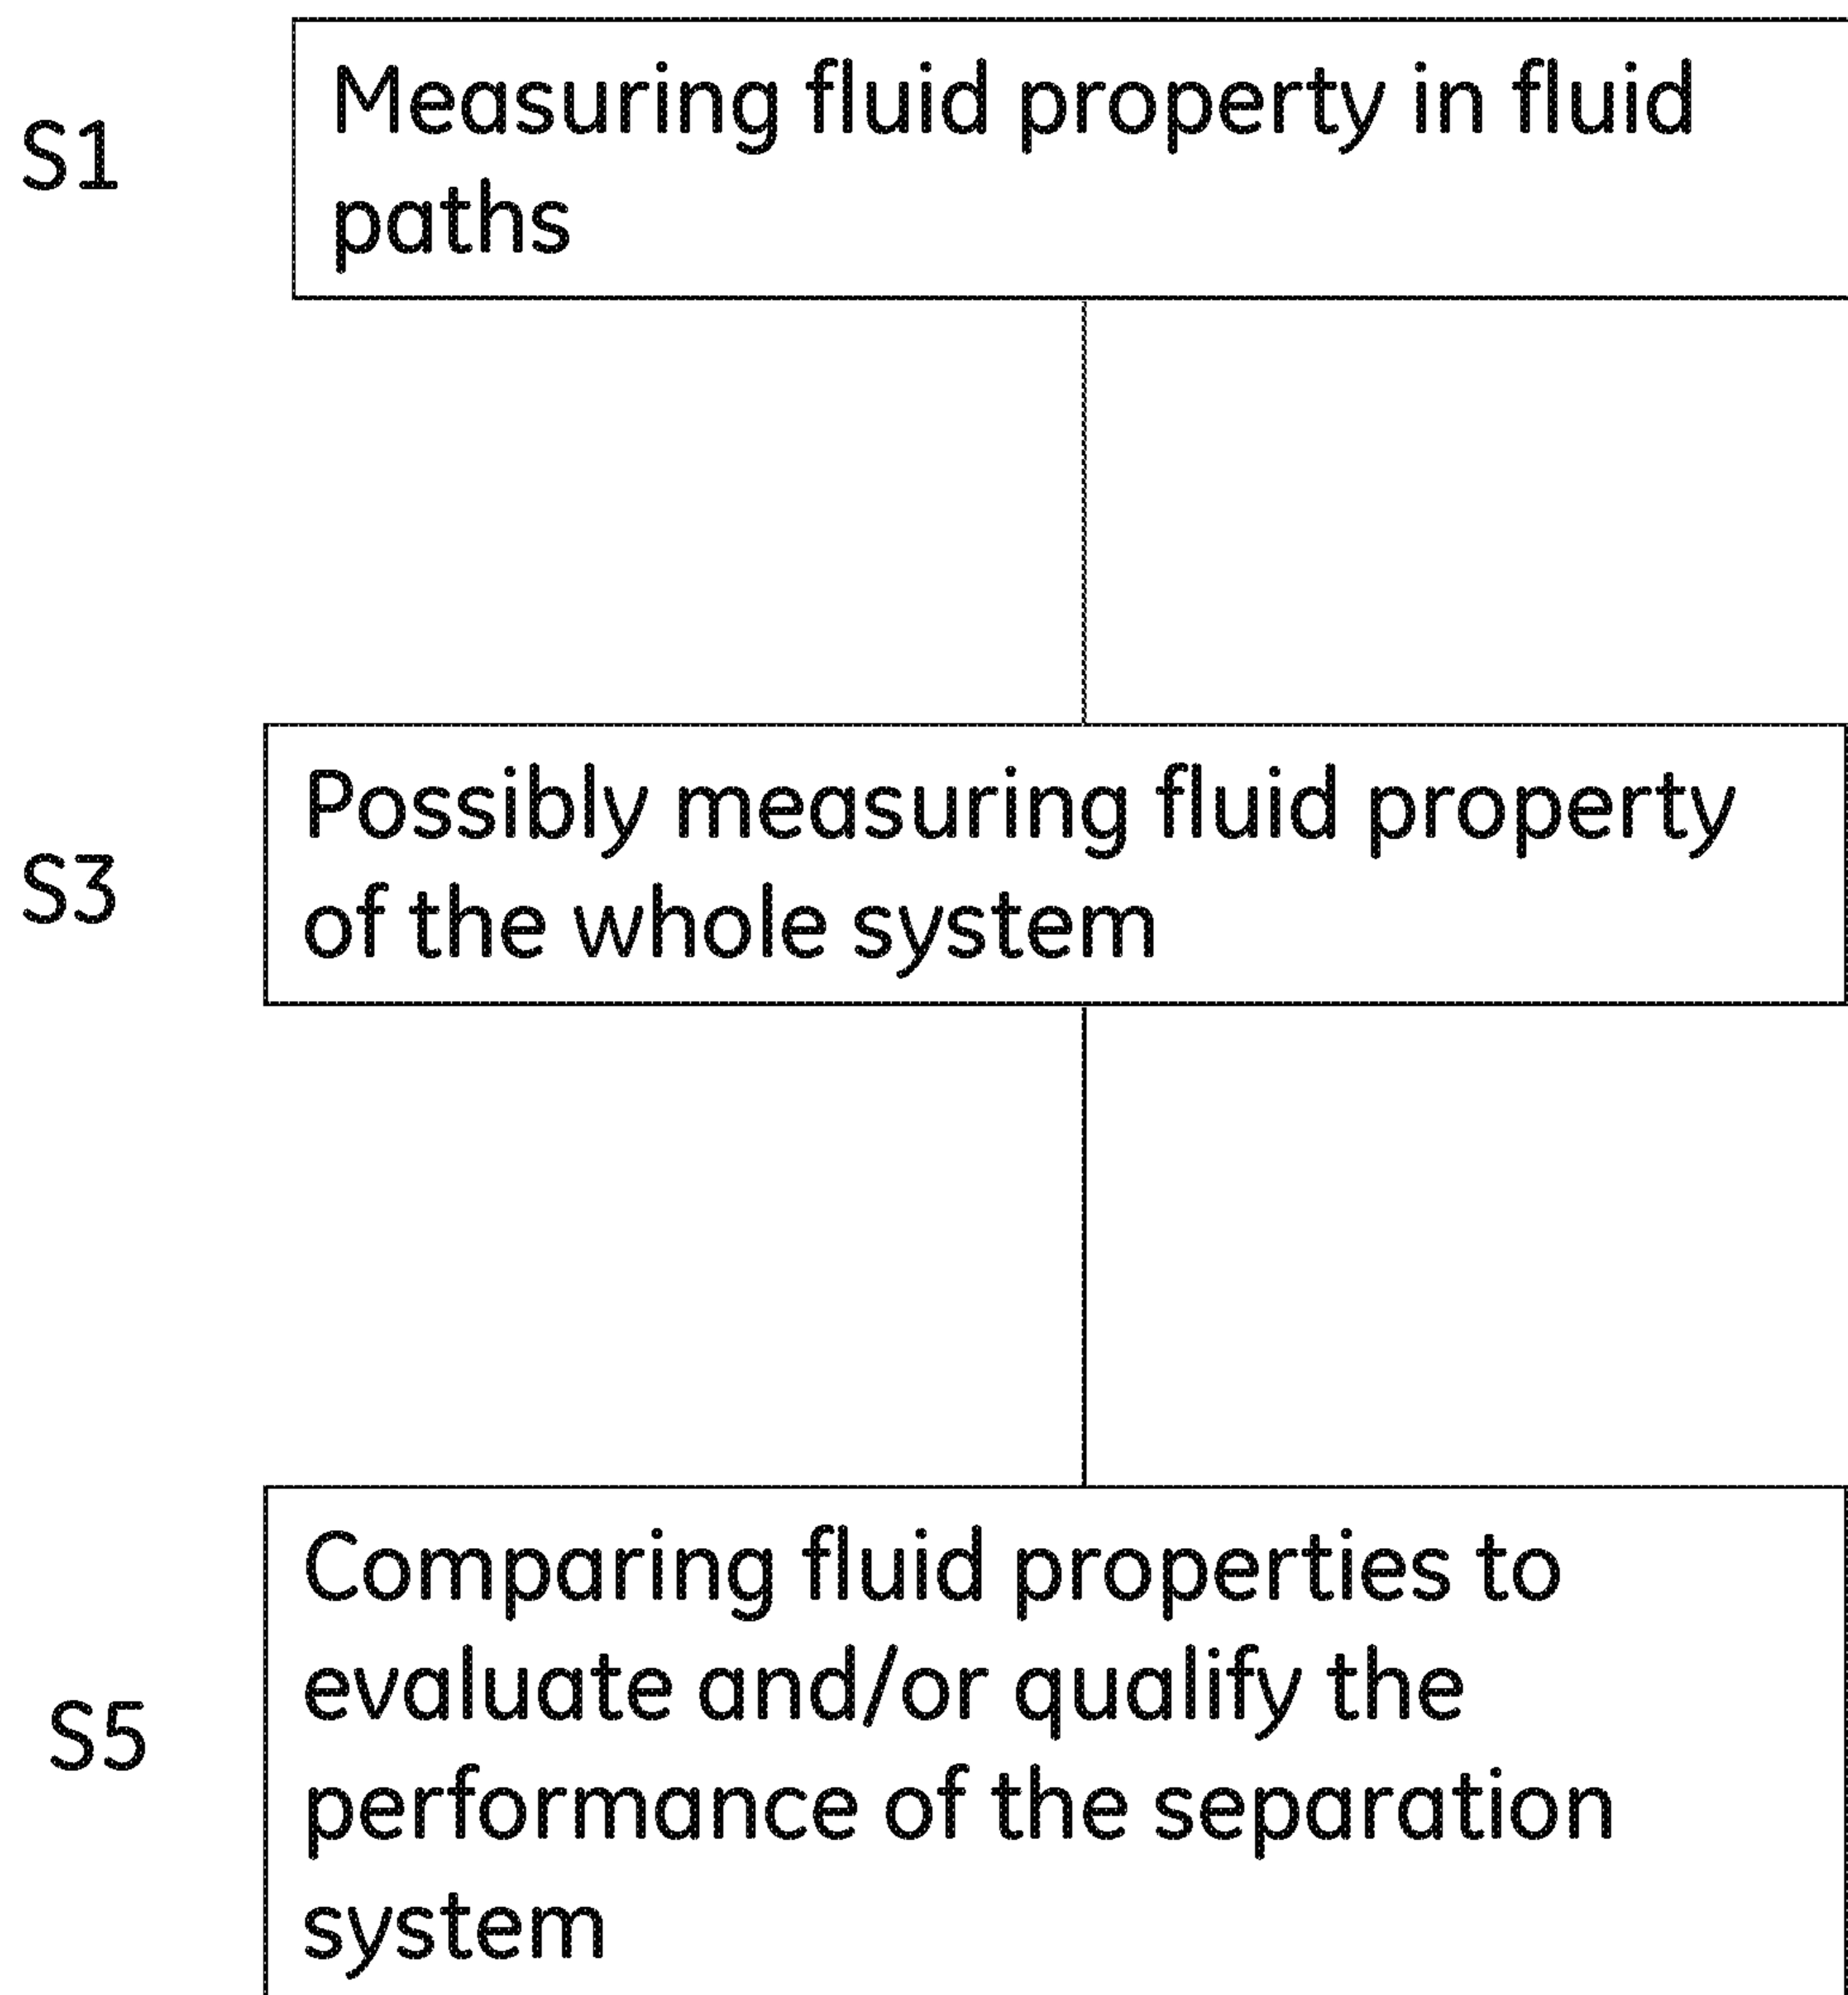 S1
Measuring fluid property in fluid
paths
S3
Possibly measuring fluid property
of the whole system
S5
Comparing fluid properties to
evaluate and/or qualify the
performance of the separation
system